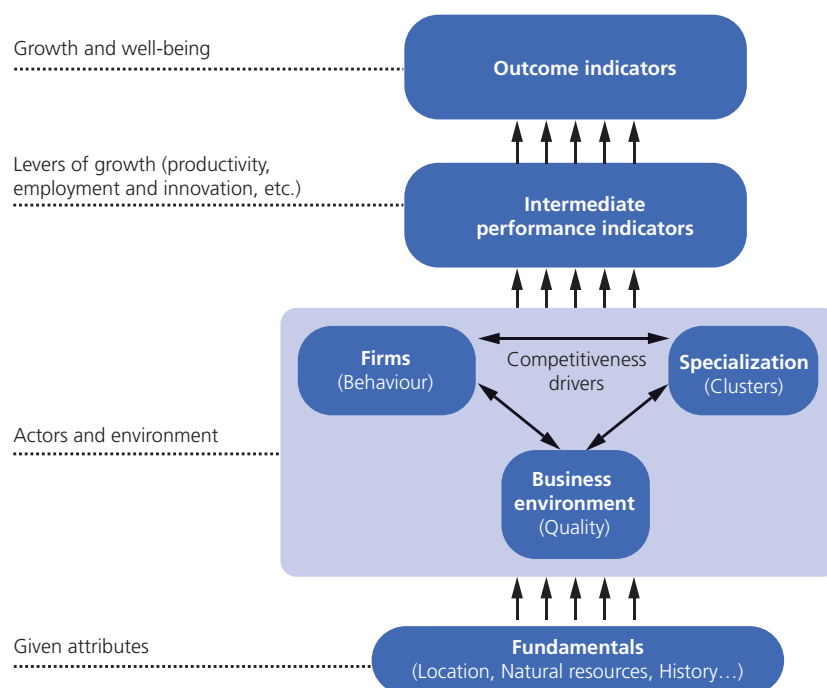 Growth and well-being
Outcome indicators
Levers of growth (productivity,
employment and innovation, etc.)
Intermediate
performance indicators
Firms
(Behaviour)
Competitiveness
drivers
Specialization
(Clusters)
Actors and environment
Business
environment
(Quality)
Given attributes
Fundamentals
(Location, Natural resources, History…)